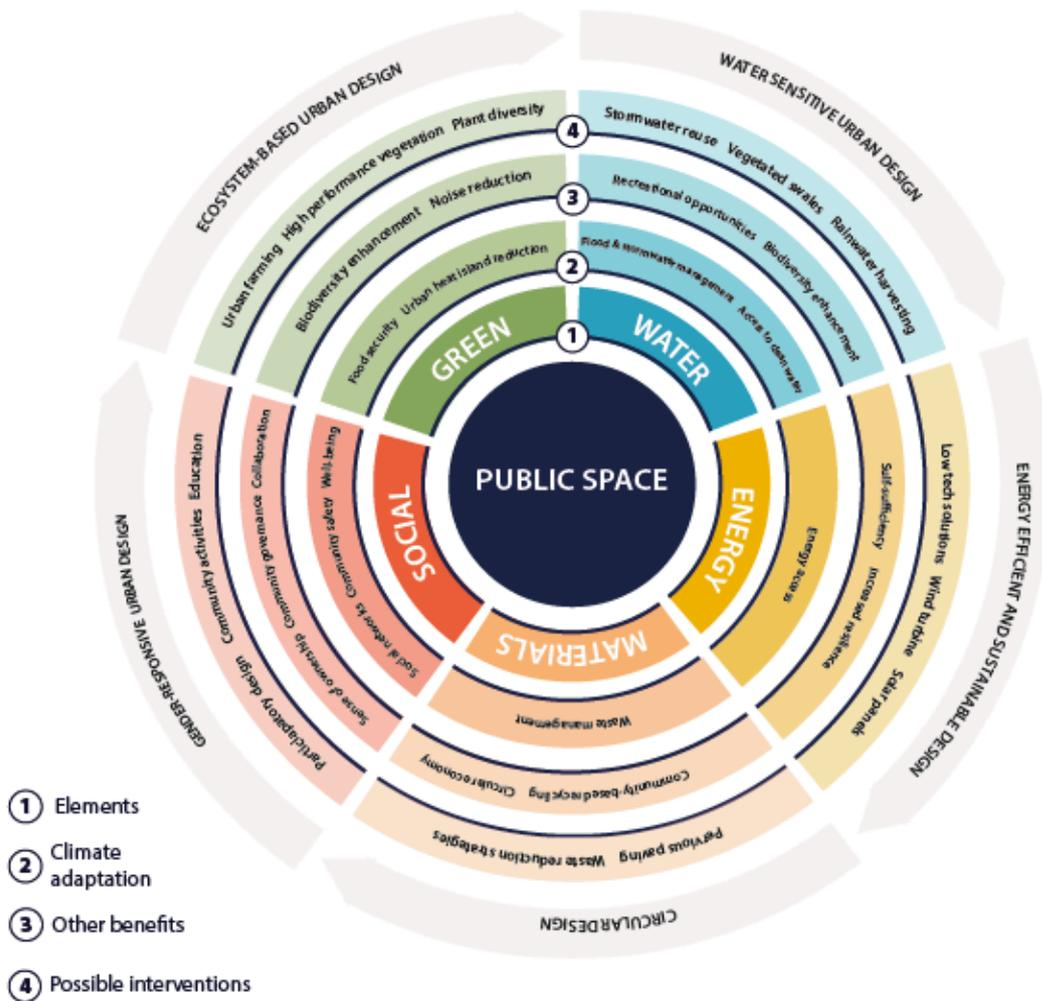 ECOSYSTEM-BASED URBAN DESIGN
WATER SENSITIVE URBAN DESIGN
ENERGY EFFICIENT AND SUSTAINABLE DESIGN
CIRCULAR DESIGN
GENDER-RESPONSIVE URBAN DESIGN
4
3
2
1
Urban farming High performance vegetation Plant diversity
Biodiversity enhancement Noise reduction
Food security Urban heat island reduction
GREEN
Stormwater reuse Vegetated swales Rainwater harvesting
Recreational opportunities Biodiversity enhancement
Flood & stormwater management Access to clean water
WATER
Low tech solutions Wind turbine Solar panels
Sulf-sufficiency Increased resilience
Energy access
ENERGY
MATERIALS
Waste management
Community-based recycling Circular economy
Pervious paving Waste reduction strategies
SOCIAL
Social networks Community safety Well-being
Sense of ownership Community governance Collaboration
Particiapatory design Community activities Education
PUBLIC SPACE
1 Elements
2 Climate
adaptation
3 Other benefits
4 Possible interventions